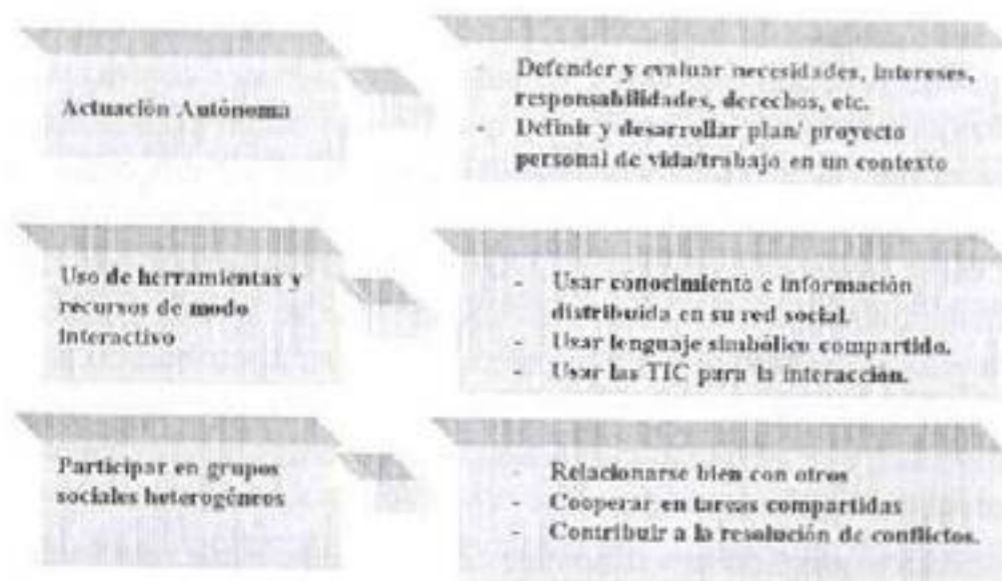 Actuación Autónoma
- Defender y evaluar necesidades, intereses,
responsabilidades, derechos, etc.
- Definir y desarrollar plan/ proyecto
personal de vida/trabajo en un contexto
Uso de herramientas y
recursos de modo
interactivo
- Usar conocimiento e información
distribuida en su red social.
- Usar lenguaje simbólico compartido.
- Usar las TIC para la interacción.
Participar en grupos
sociales heterogéneos
- Relacionarse bien con otros
- Cooperar en tareas compartidas
- Contribuir a la resolución de conflictos.